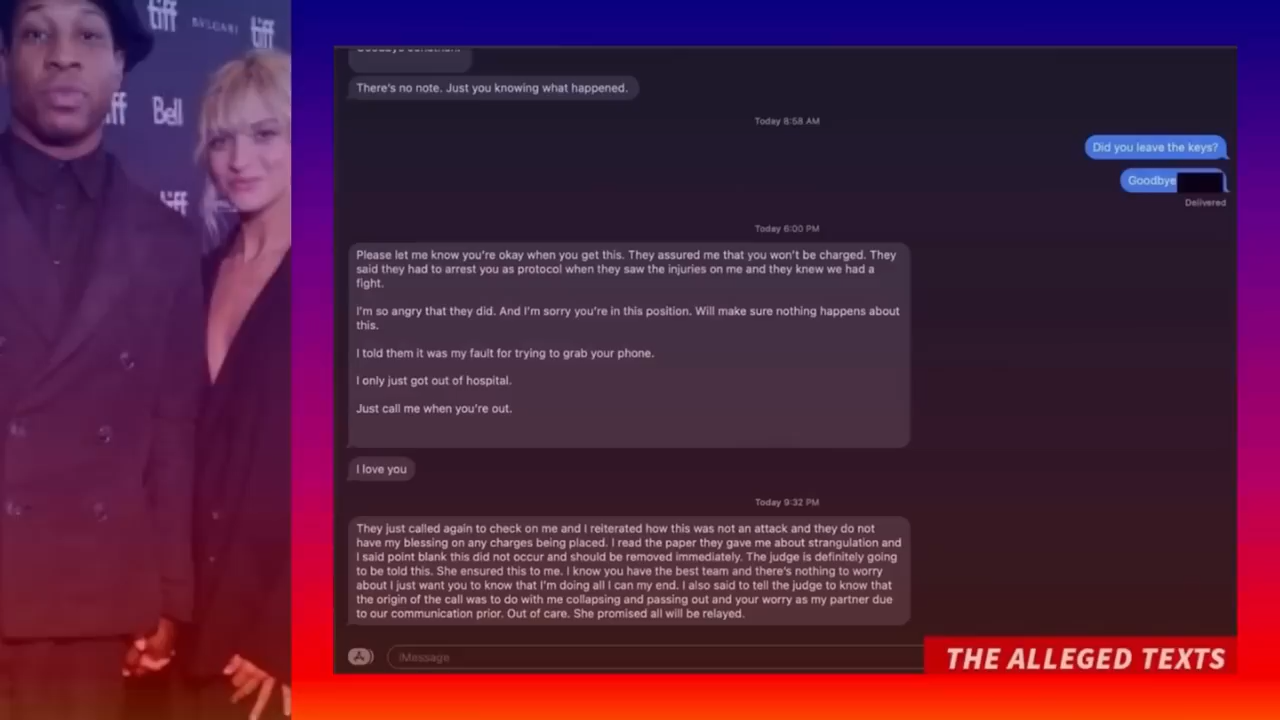 tiff
BVLGARI
tiff
Bell
tiff
There's no note. Just you knowing what happened.
Today 8:58 AM
Did you leave the keys?
Goodbye
Delivered
Today 6:00 PM
Please let me know you're okay when you get this. They assured me that you won't be charged. They
said they had to arrest you as protocol when they saw the injuries on me and they knew we had a
fight.
I'm so angry that they did. And I'm sorry you're in this position. Will make sure nothing happens about
this.
I told them it was my fault for trying to grab your phone.
I only just got out of hospital.
Just call me when you're out.
I love you
Today 9:32 PM
They just called again to check on me and I reiterated how this was not an attack and they do not
have my blessing on any charges being placed. I read the paper they gave me about strangulation and
I said point blank this did not occur and should be removed immediately. The judge is definitely going
to be told this. She ensured this to me. I know you have the best team and there's nothing to worry
about I just want you to know that I'm doing all I can my end. I also said to tell the judge to know that
the origin of the call was to do with me collapsing and passing out and your worry as my partner due
to our communication prior. Out of care. She promised all will be relayed.
iMessage
THE ALLEGED TEXTS